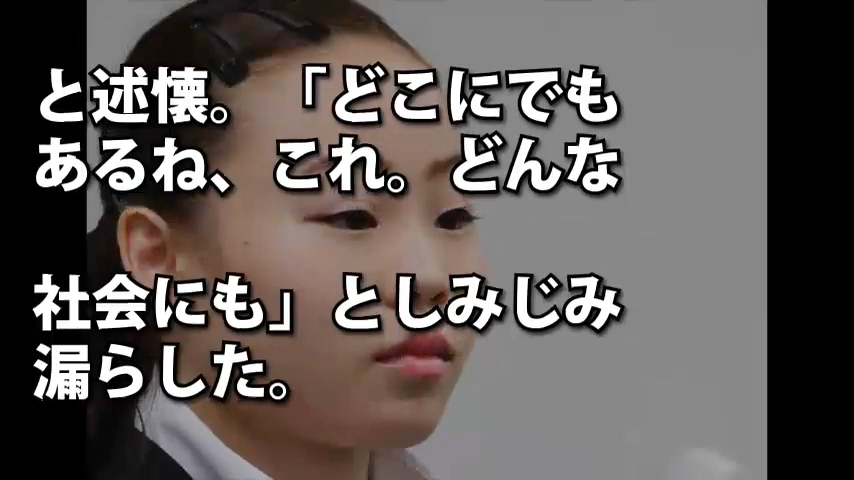 と述懐。「どこにでも
あるね、これ。どんな
社会にも」としみじみ
漏らした。